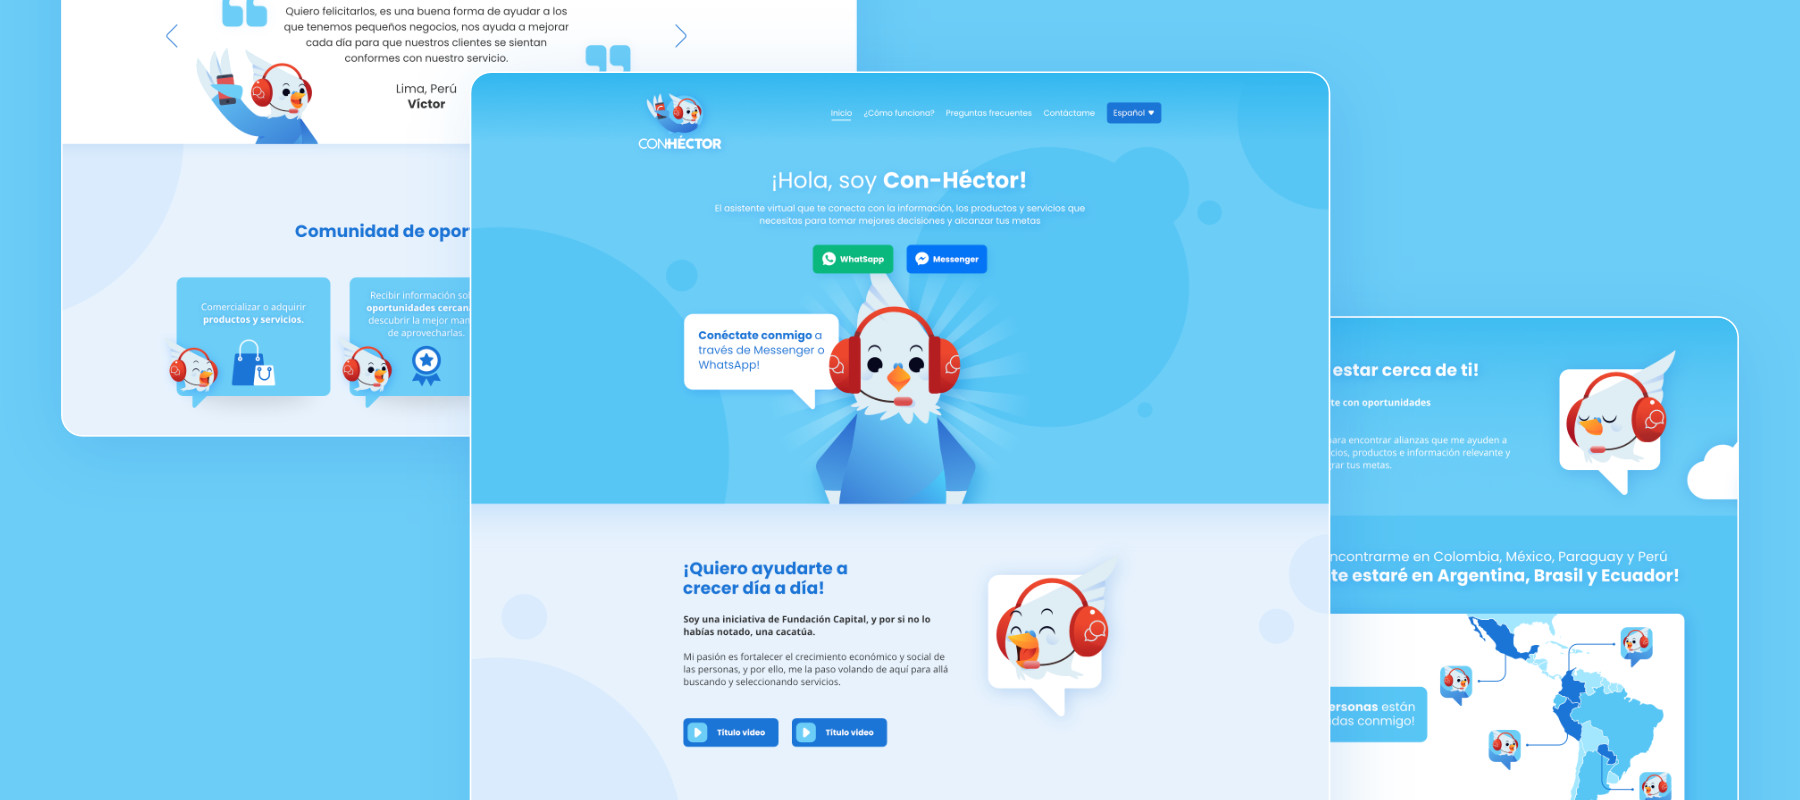 Quiero felicitarlos, es una buena forma de ayudar a los
que tenemos pequeños negocios, nos ayuda a mejorar
cada día para que nuestros clientes se sientan
conformes con nuestro servicio.
Lima, Perú
Víctor
Comunidad de opor
Comercializar o adquirir
productos y servicios.
Recibir información so
oportunidades cercan
descubrir la mejor man
de aprovecharlas.
CONHÉCTOR
Inicio ¿Cómo funciona? Preguntas frecuentes Contáctame Español
¡Hola, soy Con-Héctor!
El asistente virtual que te conecta con la información, los productos y servicios que
necesitas para tomar mejores decisiones y alcanzar tus metas
WhatSapp Messenger
Conéctate conmigo a
través de Messenger o
WhatsApp!
¡Quiero ayudarte a
crecer día a día!
Soy una iniciativa de Fundación Capital, y por si no lo
habías notado, una cacatúa.
Mi pasión es fortalecer el crecimiento económico y social de
las personas, y por ello, me la paso volando de aquí para allá
buscando y seleccionando servicios.
Título video Título video
estar cerca de ti!
te con oportunidades
ara encontrar alianzas que me ayuden a
cios, productos e información relevante y
rar tus metas.
ncontrarme en Colombia, México, Paraguay y Perú
te estaré en Argentina, Brasil y Ecuador!
ersonas están
das conmigo!